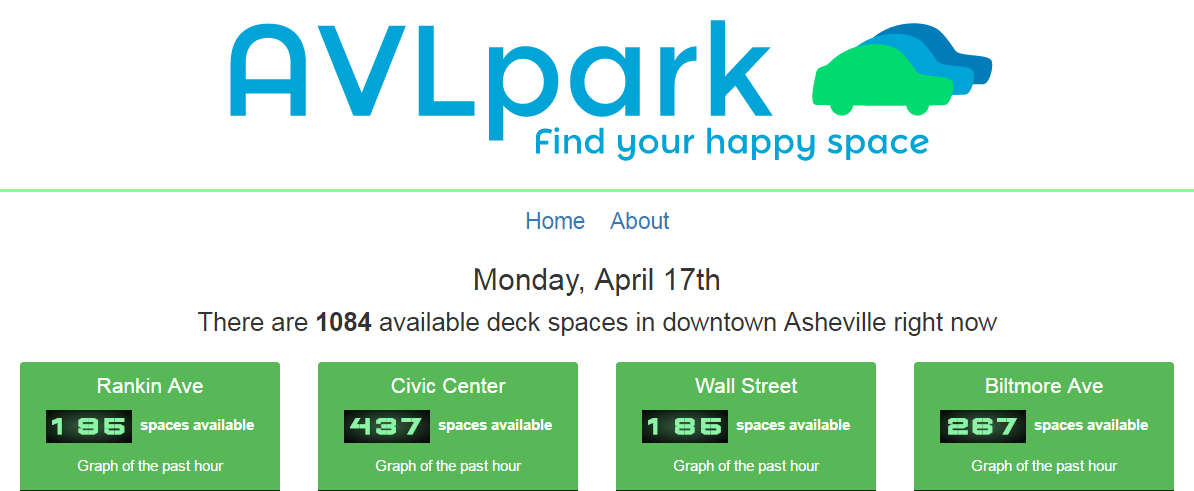 AVLpark
Find your happy space
Home About
Monday, April 17th
There are 1084 available deck spaces in downtown Asheville right now
Rankin Ave
195 spaces available
Graph of the past hour
Civic Center
437 spaces available
Graph of the past hour
Wall Street
185 spaces available
Graph of the past hour
Biltmore Ave
267 spaces available
Graph of the past hour